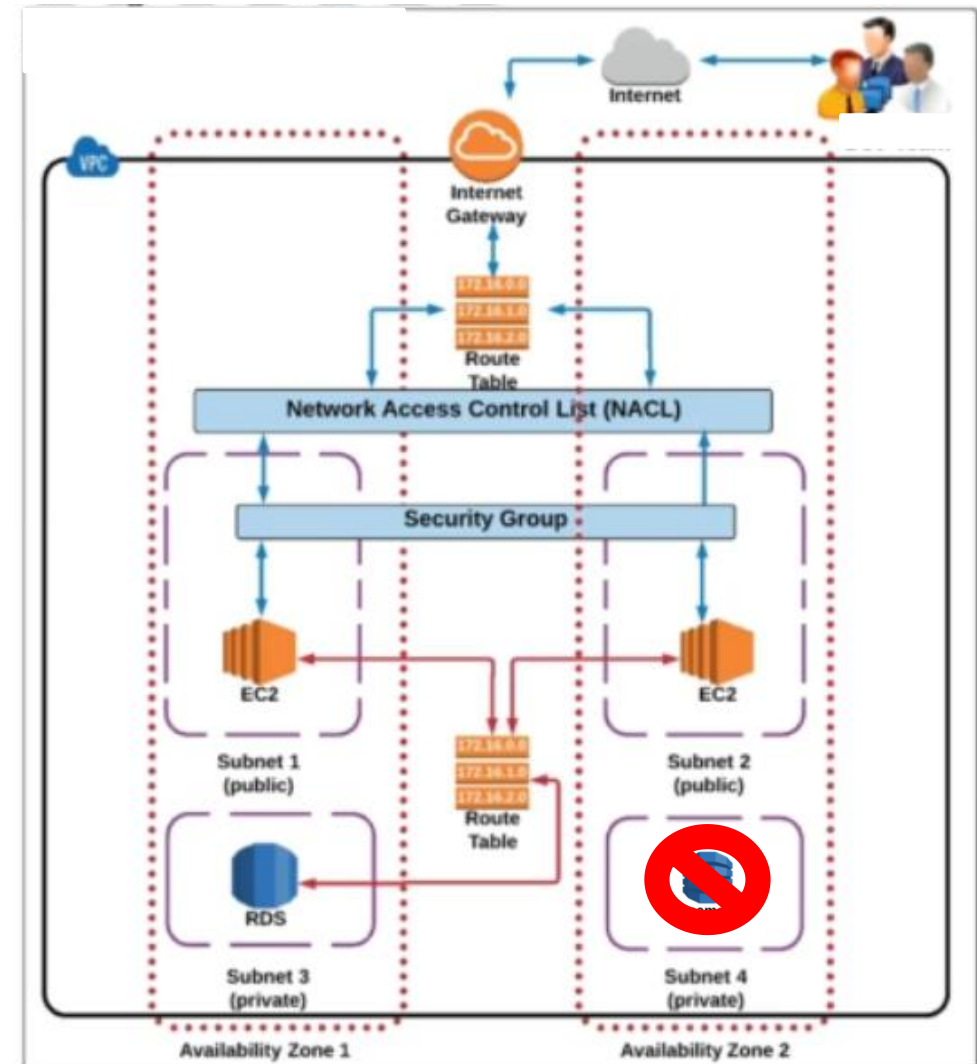 Internet
VPC
Internet
Gateway
172.16.0.0
172.16.1.0
172.16.2.0
Route
Table
Network Access Control List (NACL)
Security Group
EC2
EC2
Subnet 1
(public)
Subnet 2
(public)
172.16.0.0
172.16.1.0
172.16.2.0
Route
Table
RDS
Subnet 3
(private)
Subnet 4
(private)
Availability Zone 1
Availability Zone 2